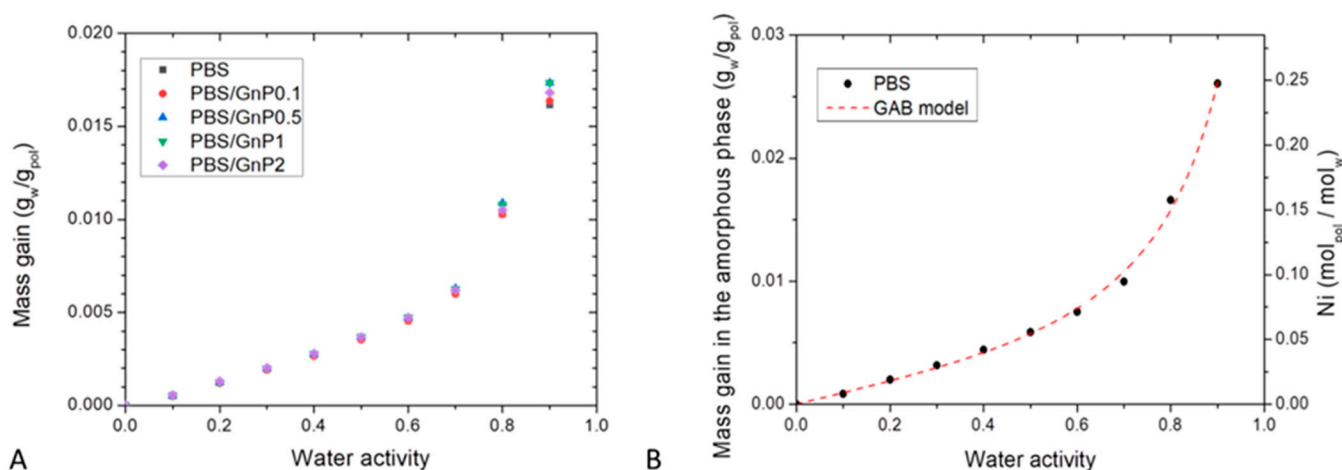 Mass gain (g_w/g_pol)
0.020
0.015
0.010
0.005
0.000
PBS
PBS/GnP0.1
PBS/GnP0.5
PBS/GnP1
PBS/GnP2
0.0 0.2 0.4 0.6 0.8 1.0
Water activity
A
Mass gain in the amorphous phase (g_w/g_pol)
0.03
0.02
0.01
0.00
PBS
GAB model
0.25
0.20
0.15
0.10
0.05
0.00
Ni (mol_pol / mol_w)
0.0 0.2 0.4 0.6 0.8 1.0
Water activity
B